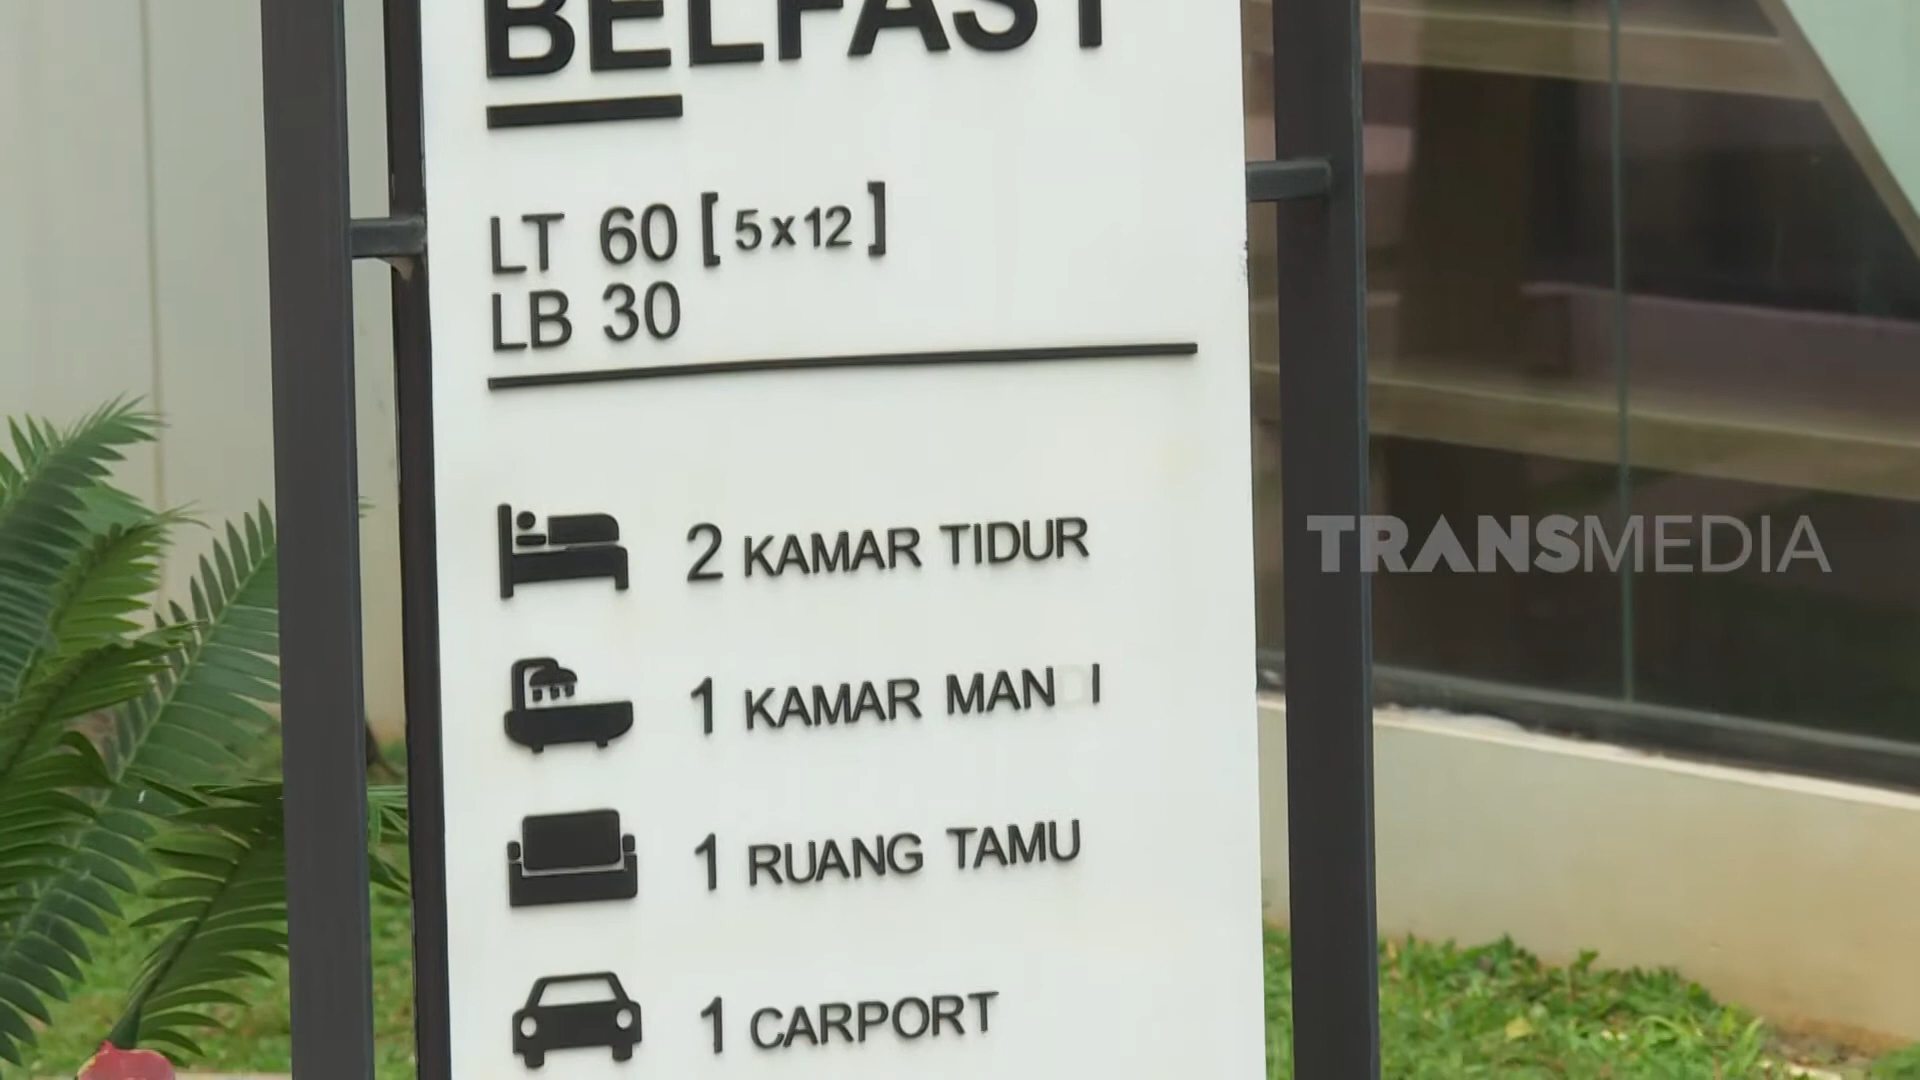 BELFAST
LT 60 [5x12]
LB 30
2 KAMAR TIDUR
1 KAMAR MAN I
1 RUANG TAMU
1 CARPORT
TRANSMEDIA